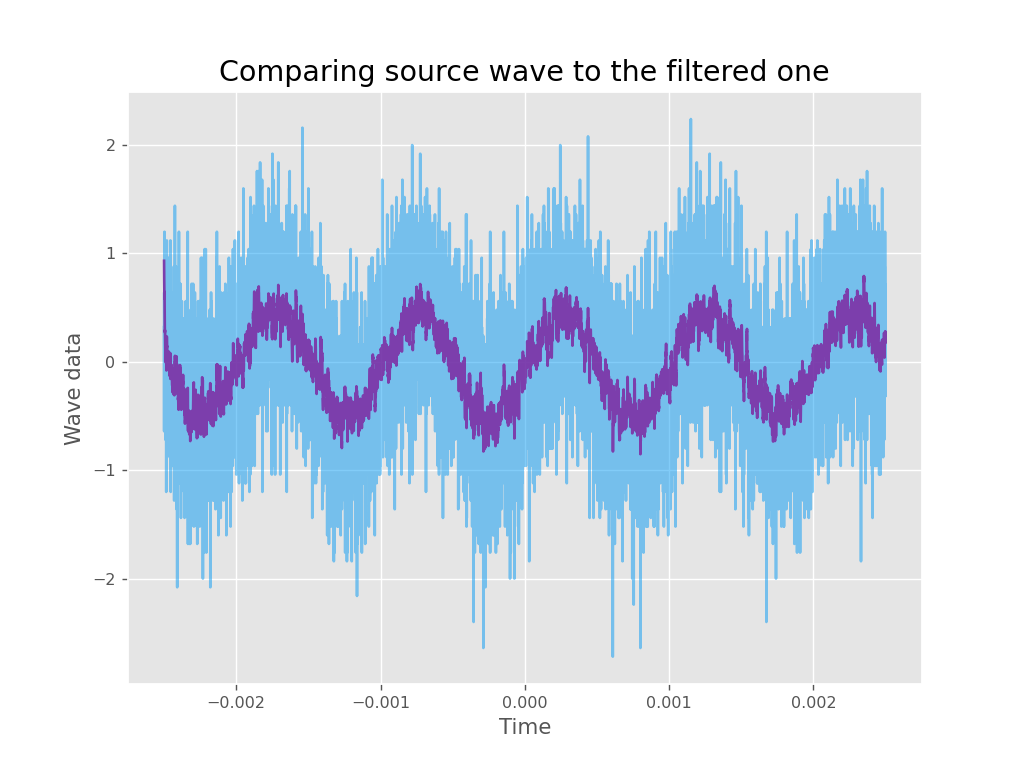 Comparing source wave to the filtered one
2
1
0
−1
−2
Wave data
−0.002 −0.001 0.000 0.001 0.002
Time